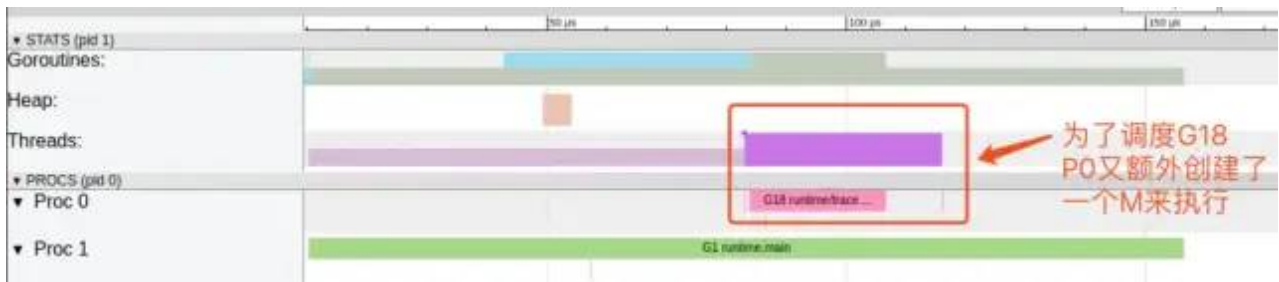 50 μs
100 μs
150 μs
▾ STATS (pid 1)
Goroutines:
Heap:
Threads:
▾ PROCS (pid 0)
▾ Proc 0
G18 runtime/trace ...
▾ Proc 1
G1 runtime.main
为了调度G18
P0又额外创建了
一个M来执行